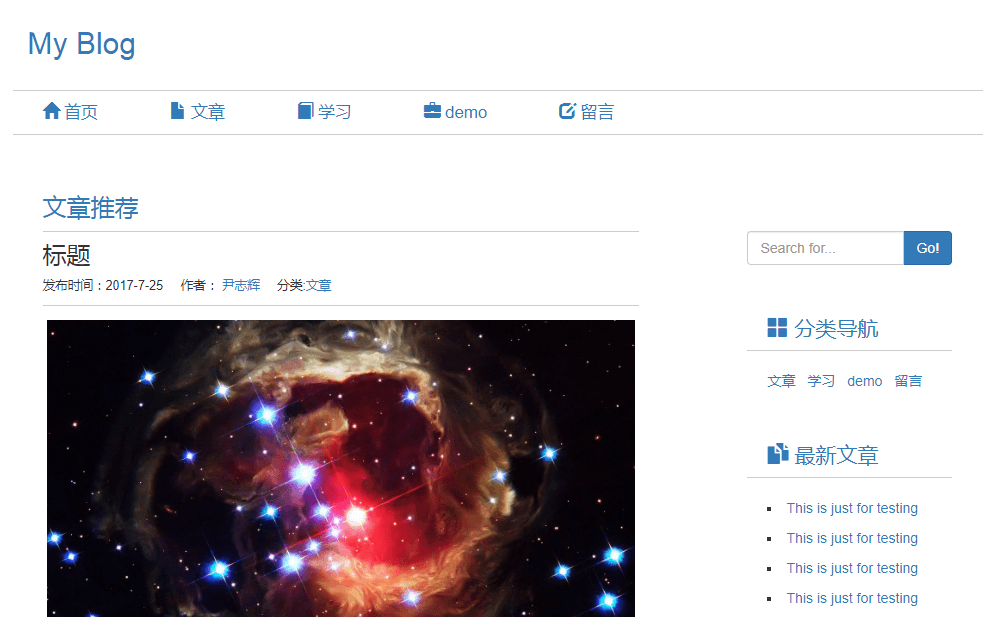 My Blog
首页 文章 学习 demo 留言
文章推荐
标题
发布时间：2017-7-25 作者： 尹志辉 分类:文章
Search for... Go!
分类导航
文章 学习 demo 留言
最新文章
This is just for testing
This is just for testing
This is just for testing
This is just for testing